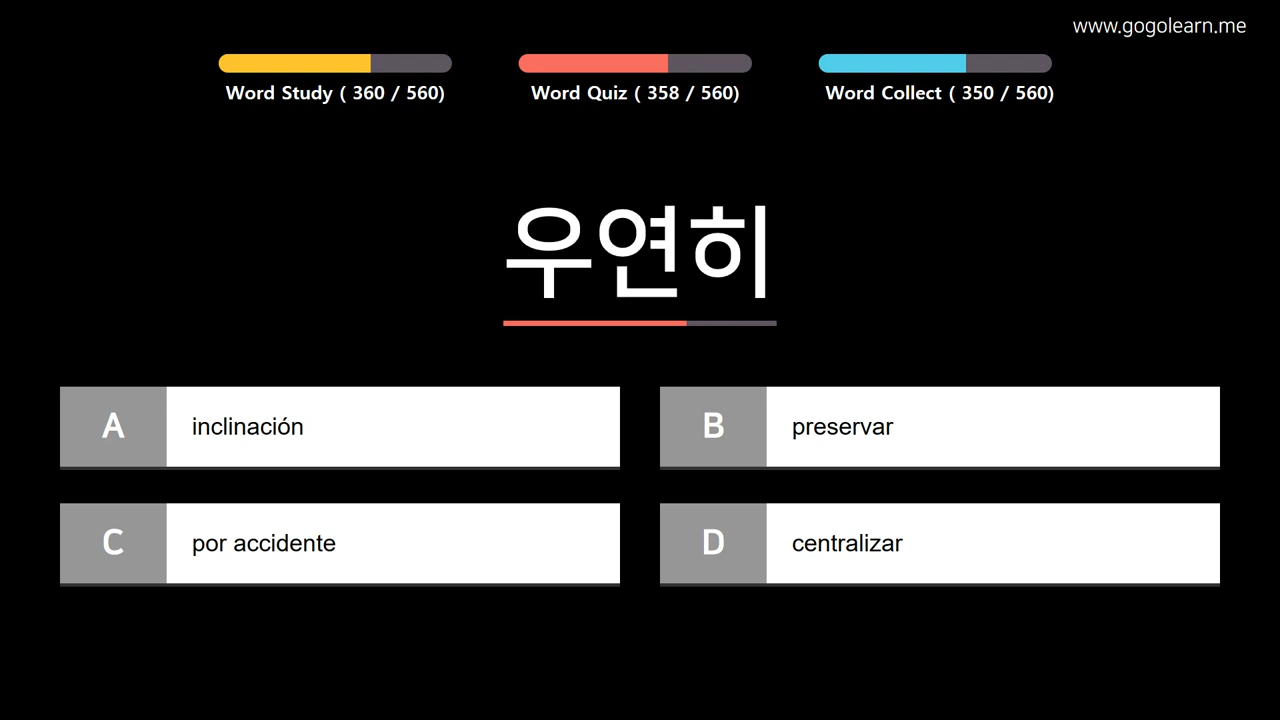 www.gogolearn.me
Word Study ( 360 / 560)
Word Quiz ( 358 / 560)
Word Collect ( 350 / 560)
우연히
A inclinación
B preservar
C por accidente
D centralizar